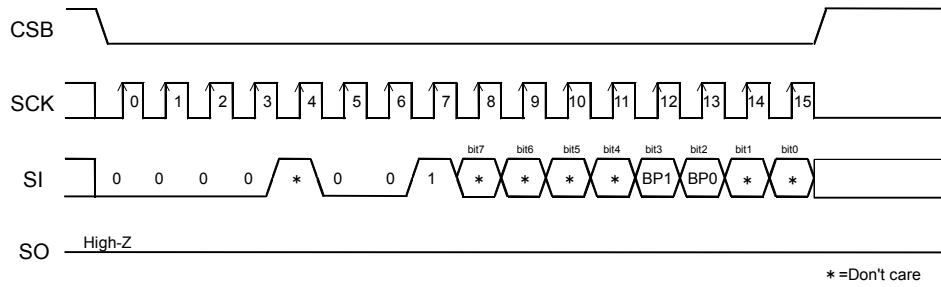 CSB
SCK 0 1 2 3 4 5 6 7 8 9 10 11 12 13 14 15
bit7 bit6 bit5 bit4 bit3 bit2 bit1 bit0
SI 0 0 0 0 * 0 0 1 * * * * BP1 BP0 * *
High-Z
SO
* =Don't care